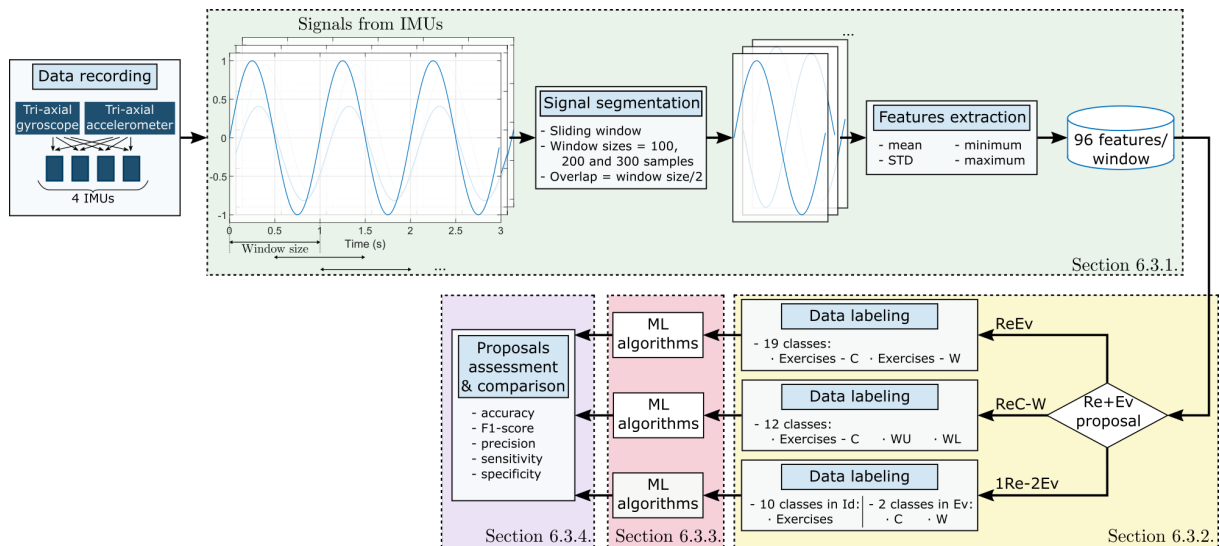 Data recording
Tri-axial
gyroscope
Tri-axial
accelerometer
4 IMUs
Signals from IMUs
1
0.5
0
-0.5
-1
0
0.5
1
1.5
2
2.5
3
Time (s)
Window size
...
Signal segmentation
- Sliding window
- Window sizes = 100,
200 and 300 samples
- Overlap = window size/2
...
Features extraction
- mean - minimum
- STD - maximum
96 features/
window
Section 6.3.1.
Re+Ev
proposal
ReEv
ReC-W
1Re-2Ev
Data labeling
- 19 classes:
· Exercises - C · Exercises - W
Data labeling
- 12 classes:
· Exercises - C · WU · WL
Data labeling
- 10 classes in Id: - 2 classes in Ev:
· Exercises · C · W
Section 6.3.2.
ML
algorithms
ML
algorithms
ML
algorithms
Section 6.3.3.
Proposals
assessment
& comparison
- accuracy
- F1-score
- precision
- sensitivity
- specificity
Section 6.3.4.